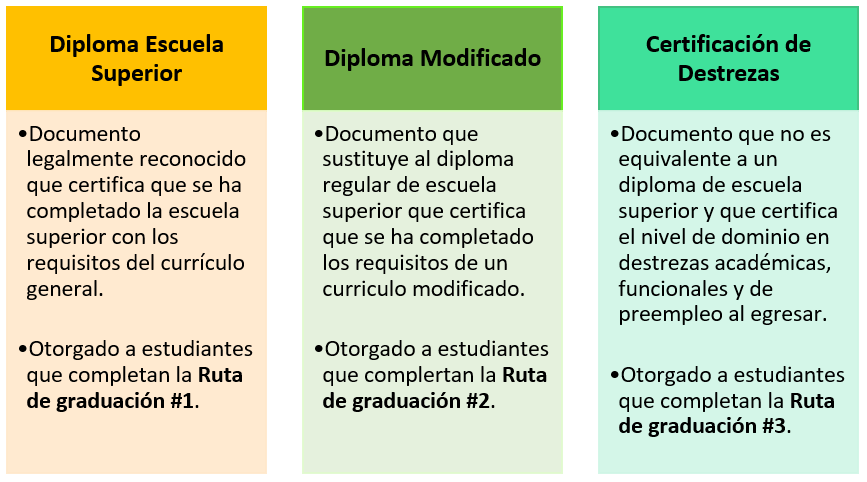 Diploma Escuela
Superior
•Documento
legalmente reconocido
que certifica que se ha
completado la escuela
superior con los
requisitos del currículo
general.
•Otorgado a estudiantes
que completan la Ruta
de graduación #1.
Diploma Modificado
•Documento que
sustituye al diploma
regular de escuela
superior que certifica
que se ha completado
los requisitos de un
curriculo modificado.
•Otorgado a estudiantes
que complertan la Ruta
de graduación #2.
Certificación de
Destrezas
•Documento que no es
equivalente a un
diploma de escuela
superior y que certifica
el nivel de dominio en
destrezas académicas,
funcionales y de
preempleo al egresar.
•Otorgado a estudiantes
que completan la Ruta
de graduación #3.